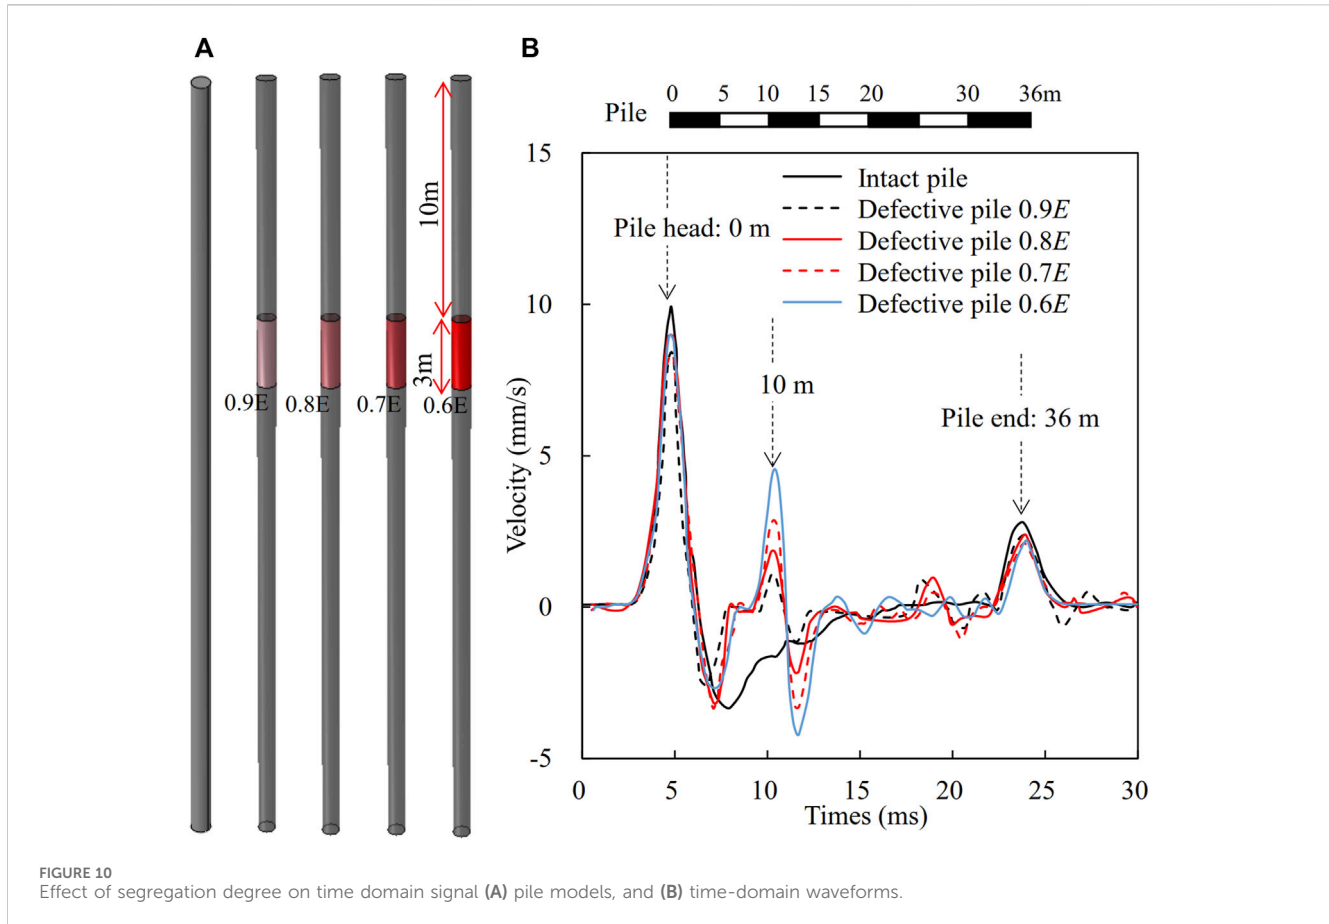 A
10m
3m
0.9E
0.8E
0.7E
0.6E
B
0 5 10 15 20 30 36m
Pile
15
10
5
0
-5
Velocity (mm/s)
Intact pile
Defective pile 0.9E
Defective pile 0.8E
Defective pile 0.7E
Defective pile 0.6E
Pile head: 0 m
10 m
Pile end: 36 m
0 5 10 15 20 25 30
Times (ms)
FIGURE 10
Effect of segregation degree on time domain signal (A) pile models, and (B) time-domain waveforms.